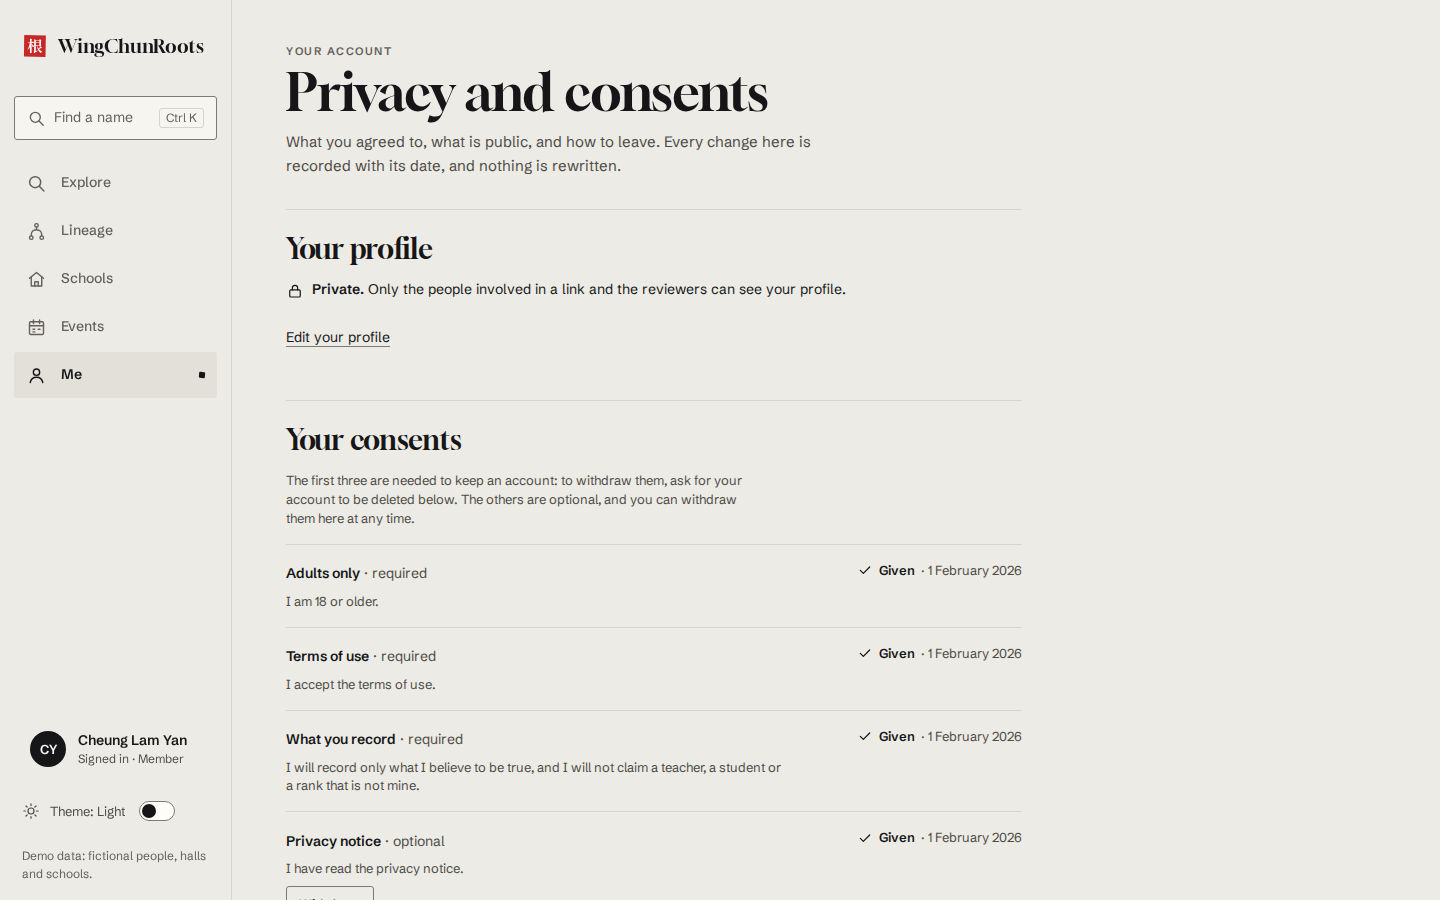 根 WingChunRoots
Find a name Ctrl K
Explore
Lineage
Schools
Events
Me
CY
Cheung Lam Yan
Signed in · Member
Theme: Light
Demo data: fictional people, halls
and schools.
YOUR ACCOUNT
Privacy and consents
What you agreed to, what is public, and how to leave. Every change here is
recorded with its date, and nothing is rewritten.
Your profile
Private. Only the people involved in a link and the reviewers can see your profile.
Edit your profile
Your consents
The first three are needed to keep an account: to withdraw them, ask for your
account to be deleted below. The others are optional, and you can withdraw
them here at any time.
Adults only · required
Given · 1 February 2026
I am 18 or older.
Terms of use · required
Given · 1 February 2026
I accept the terms of use.
What you record · required
Given · 1 February 2026
I will record only what I believe to be true, and I will not claim a teacher, a student or
a rank that is not mine.
Privacy notice · optional
Given · 1 February 2026
I have read the privacy notice.